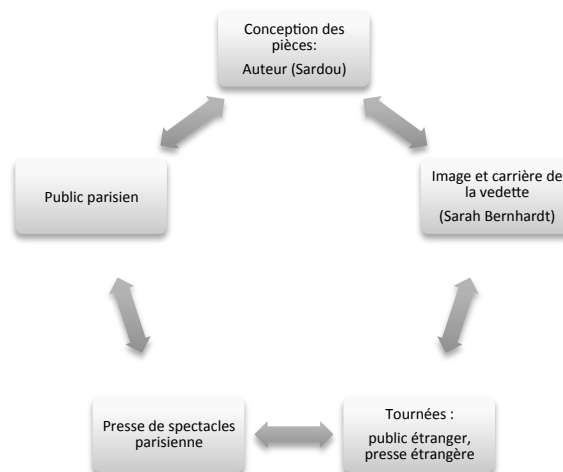 Conception des
pièces:
Auteur (Sardou)
Public parisien
Image et carrière de
la vedette
(Sarah Bernhardt)
Presse de spectacles
parisienne
Tournées :
public étranger,
presse étrangère